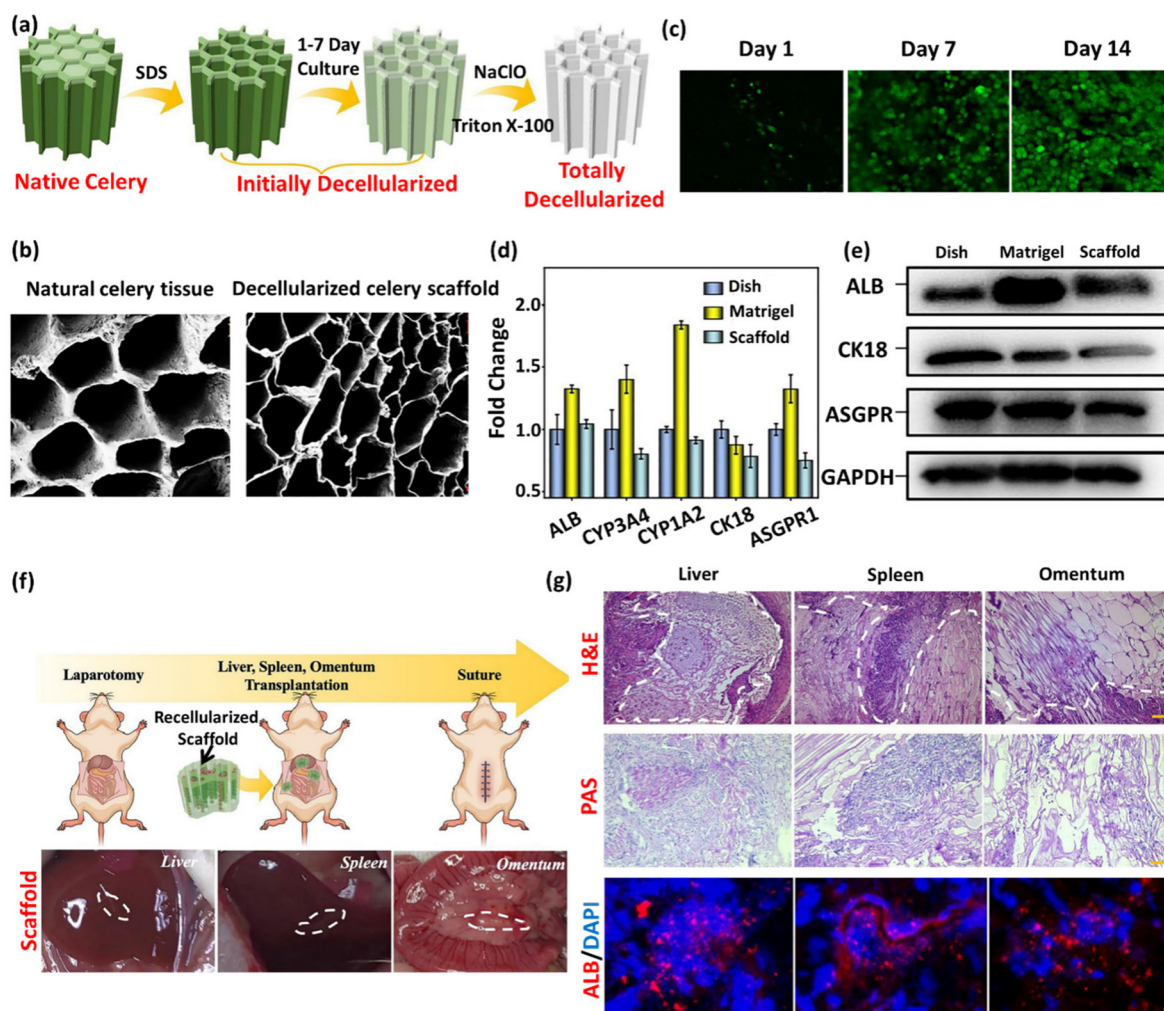 (a)
SDS
1-7 Day
Culture
NaClO
Triton X-100
Native Celery
Initially Decellularized
Totally
Decellularized
(c)
Day 1
Day 7
Day 14
(b)
Natural celery tissue
Decellularized celery scaffold
(d)
Fold Change
2.0
1.5
1.0
0.5
Dish
Matrigel
Scaffold
ALB
CYP3A4
CYP1A2
CK18
ASGPR1
(e)
Dish
Matrigel
Scaffold
ALB
CK18
ASGPR
GAPDH
(f)
Laparotomy
Liver, Spleen, Omentum
Transplantation
Suture
Recellularized
Scaffold
Scaffold
Liver
Spleen
Omentum
(g)
Liver
Spleen
Omentum
H&E
PAS
ALB/DAPI